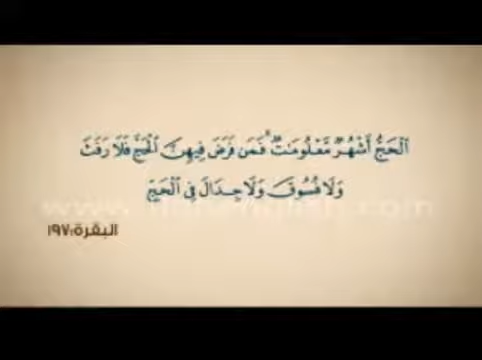 ٱلْحَجُّ أَشْهُرٌ مَّعْلُومَٰتٌ ۚ فَمَن فَرَضَ فِيهِنَّ ٱلْحَجَّ فَلَا رَفَثَ
وَلَا فُسُوقَ وَلَا جِدَالَ فِى ٱلْحَجِّ
البقرة:١٩٧